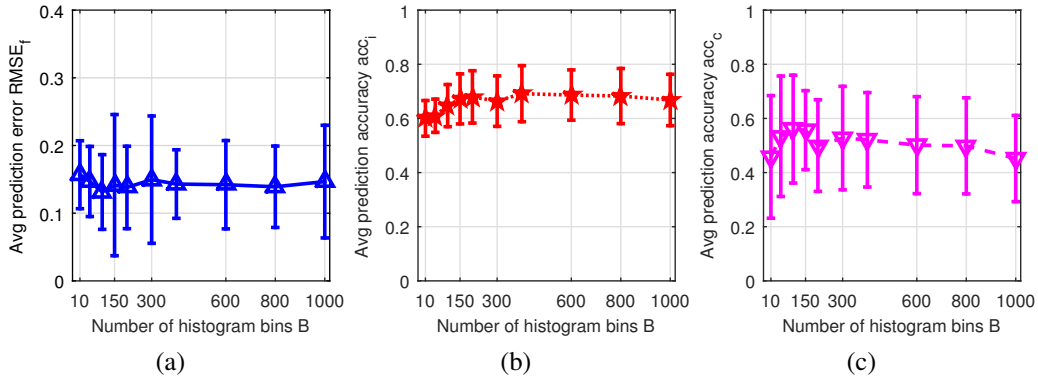 Avg prediction error RMSE_f
0.4
0.3
0.2
0.1
0
10 150 300 600 800 1000
Number of histogram bins B
(a)
Avg prediction accuracy acc_i
1
0.8
0.6
0.4
0.2
0
10 150 300 600 800 1000
Number of histogram bins B
(b)
Avg prediction accuracy acc_c
1
0.8
0.6
0.4
0.2
0
10 150 300 600 800 1000
Number of histogram bins B
(c)